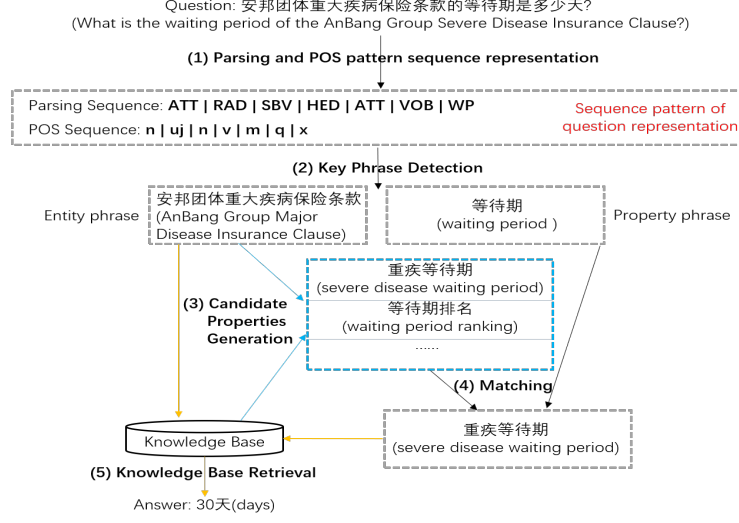 Question: 安邦团体重大疾病保险条款的等待期是多少天?
(What is the waiting period of the AnBang Group Severe Disease Insurance Clause?)
(1) Parsing and POS pattern sequence representation
Parsing Sequence: ATT | RAD | SBV | HED | ATT | VOB | WP
POS Sequence: n | uj | n | v | m | q | x
Sequence pattern of
question representation
(2) Key Phrase Detection
Entity phrase
安邦团体重大疾病保险条款
(AnBang Group Major
Disease Insurance Clause)
等待期
(waiting period )
Property phrase
(3) Candidate
Properties
Generation
重疾等待期
(severe disease waiting period)
等待期排名
(waiting period ranking)
......
(4) Matching
重疾等待期
(severe disease waiting period)
Knowledge Base
(5) Knowledge Base Retrieval
Answer: 30天(days)